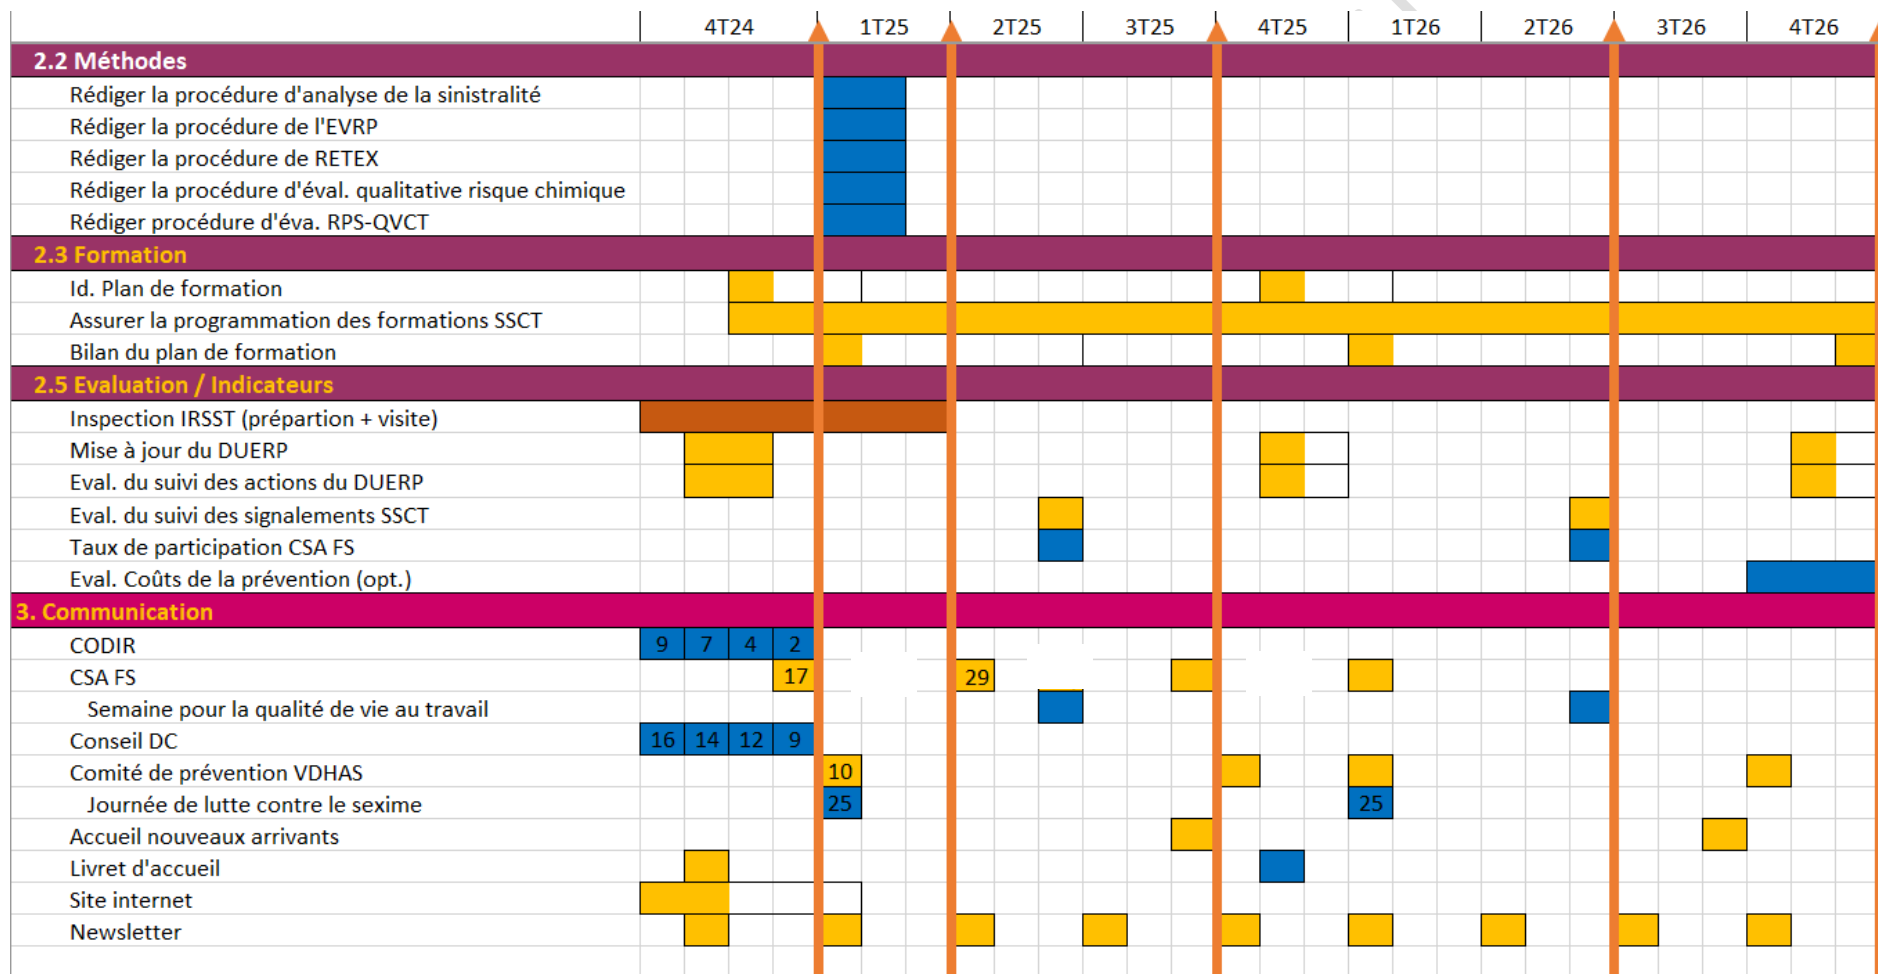 4T24 1T25 2T25 3T25 4T25 1T26 2T26 3T26 4T26
2.2 Méthodes
Rédiger la procédure d'analyse de la sinistralité
Rédiger la procédure de l'EVRP
Rédiger la procédure de RETEX
Rédiger la procédure d'éval. qualitative risque chimique
Rédiger procédure d'éva. RPS-QVCT
2.3 Formation
Id. Plan de formation
Assurer la programmation des formations SSCT
Bilan du plan de formation
2.5 Evaluation / Indicateurs
Inspection IRSST (prépartion + visite)
Mise à jour du DUERP
Eval. du suivi des actions du DUERP
Eval. du suivi des signalements SSCT
Taux de participation CSA FS
Eval. Coûts de la prévention (opt.)
3. Communication
CODIR 9 7 4 2
CSA FS 17 29
Semaine pour la qualité de vie au travail
Conseil DC 16 14 12 9
Comité de prévention VDHAS 10
Journée de lutte contre le sexime 25 25
Accueil nouveaux arrivants
Livret d'accueil
Site internet
Newsletter